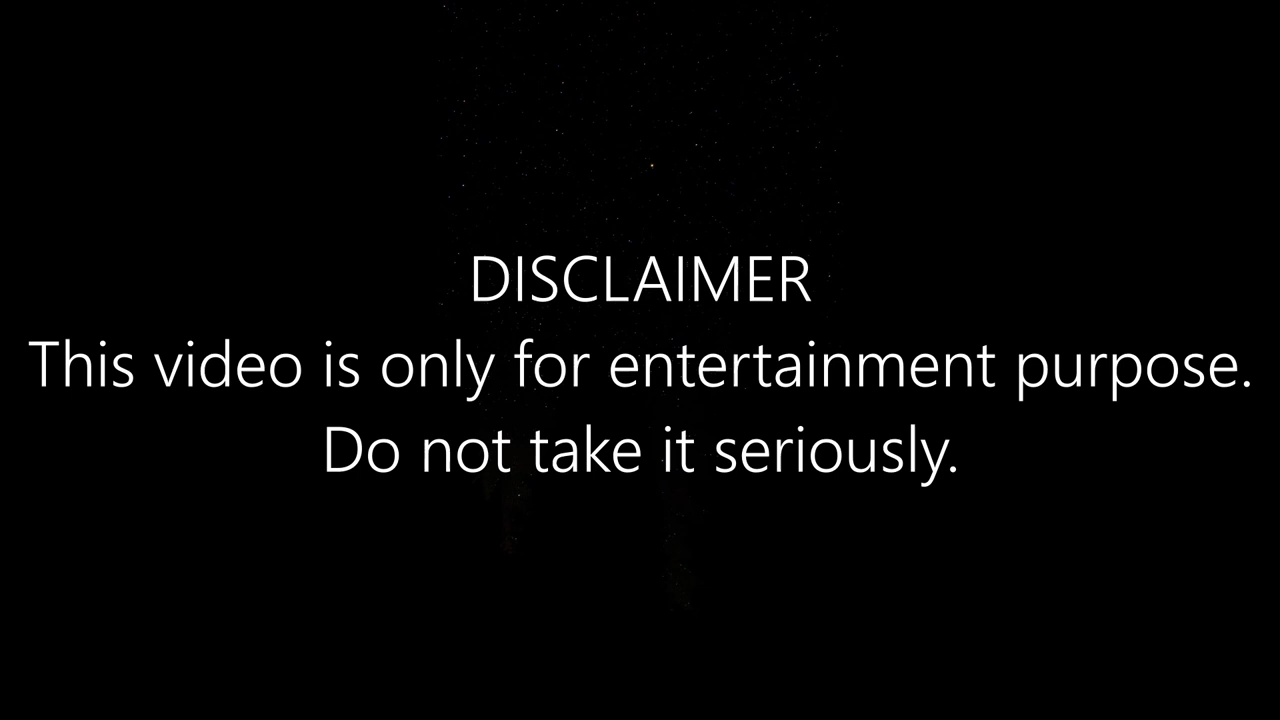 DISCLAIMER
This video is only for entertainment purpose.
Do not take it seriously.